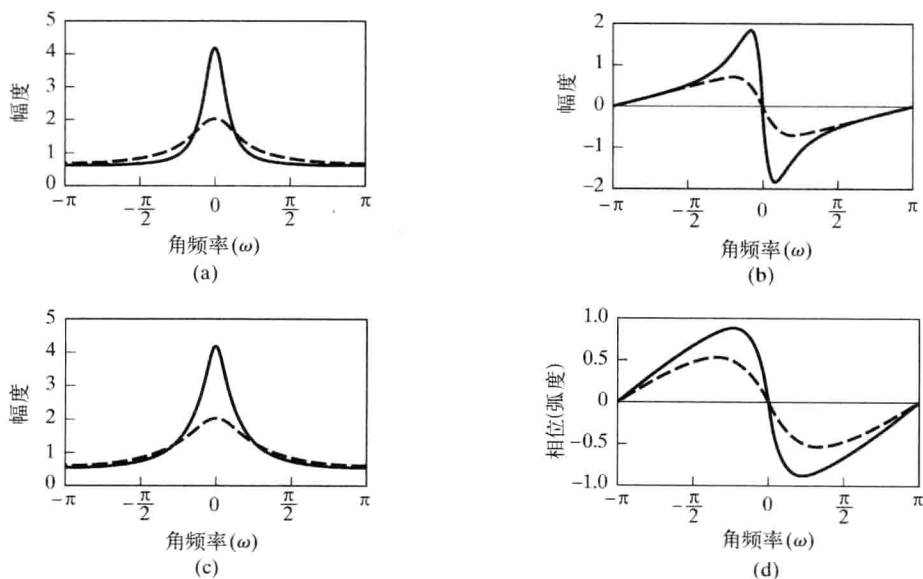 幅度
5
4
3
2
1
0
−π
−π/2
0
π/2
π
角频率(ω)
(a)
幅度
2
1
0
−1
−2
−π
−π/2
0
π/2
π
角频率(ω)
(b)
幅度
5
4
3
2
1
0
−π
−π/2
0
π/2
π
角频率(ω)
(c)
相位(弧度)
1.0
0.5
0
−0.5
−1.0
−π
−π/2
0
π/2
π
角频率(ω)
(d)